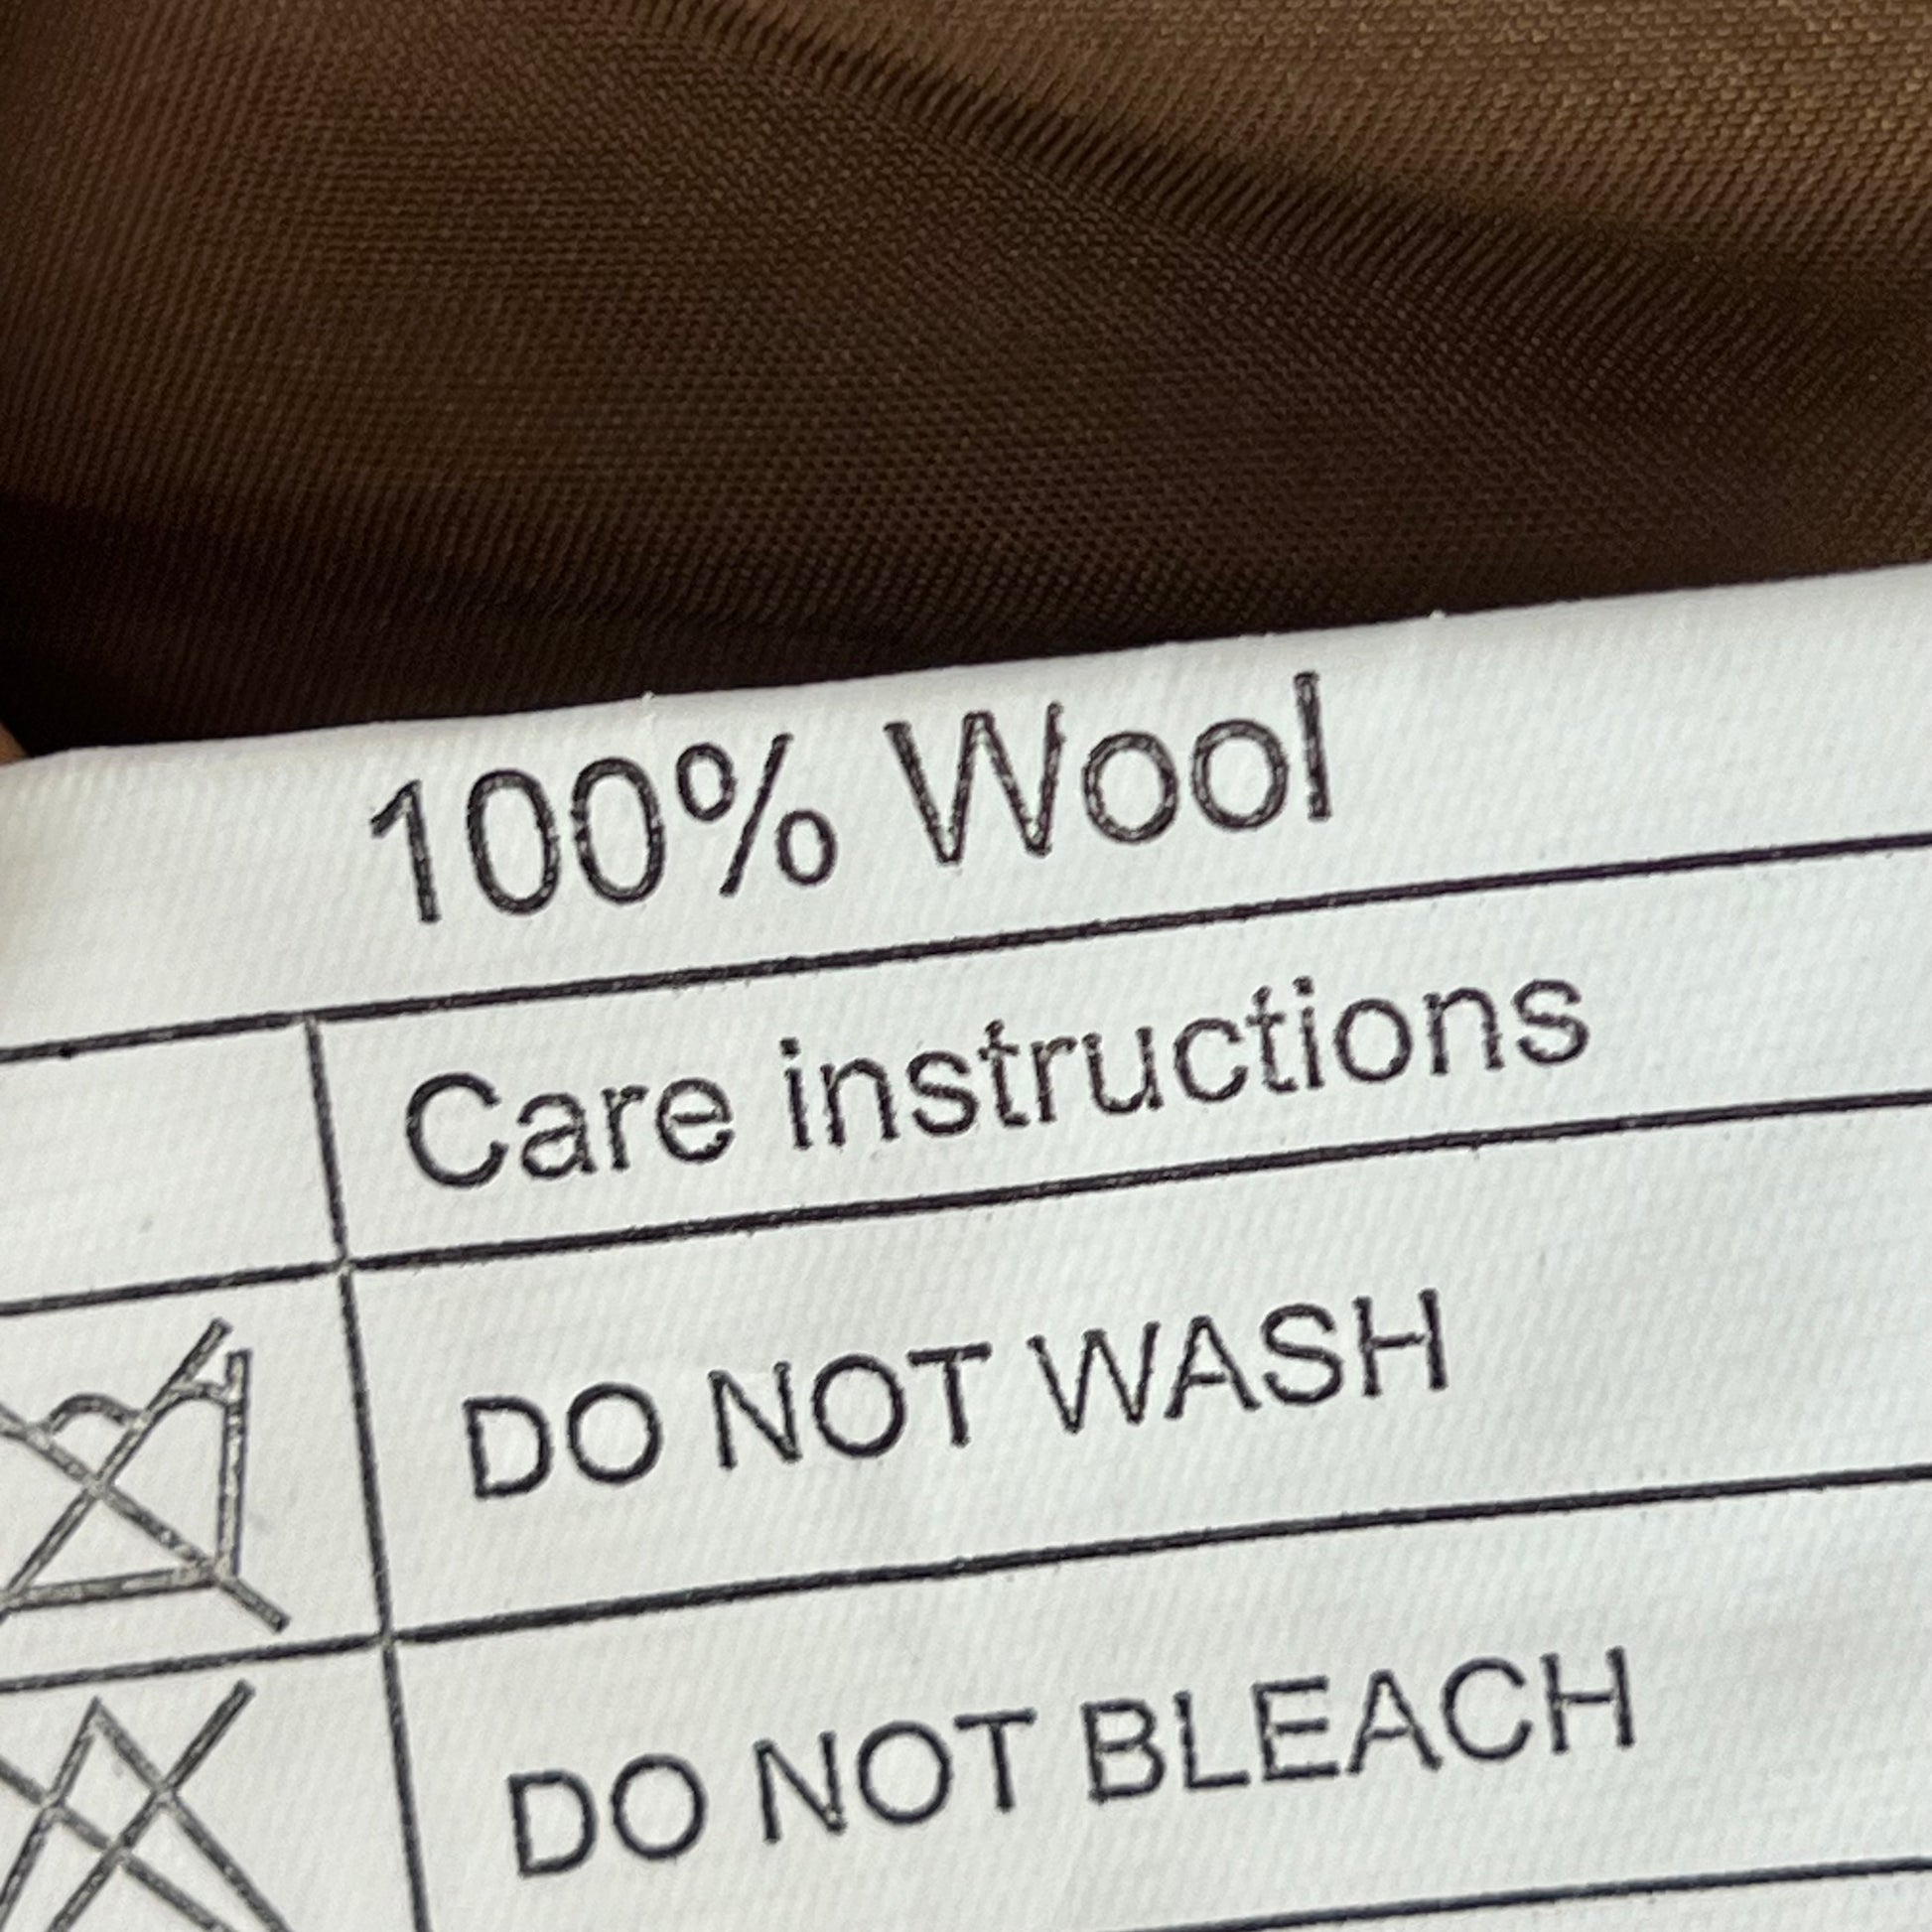 100% Wool
Care instructions
DO NOT WASH
DO NOT BLEACH